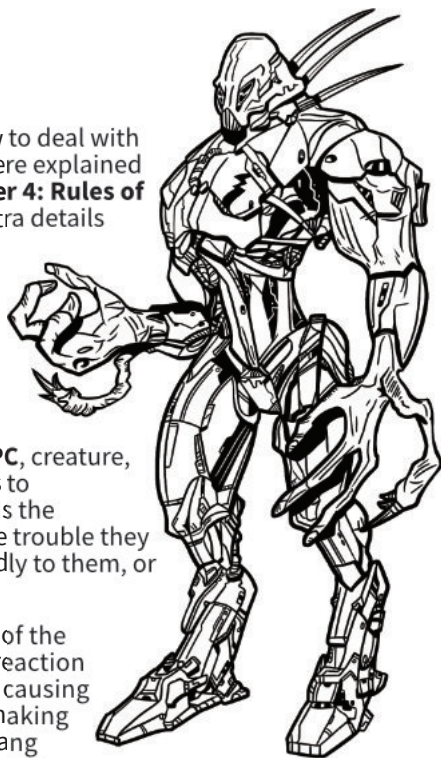 to deal with
ere explained
er 4: Rules of
tra details
PC, creature,
s to
s the
e trouble they
dly to them, or
of the
reaction
causing
making
ang